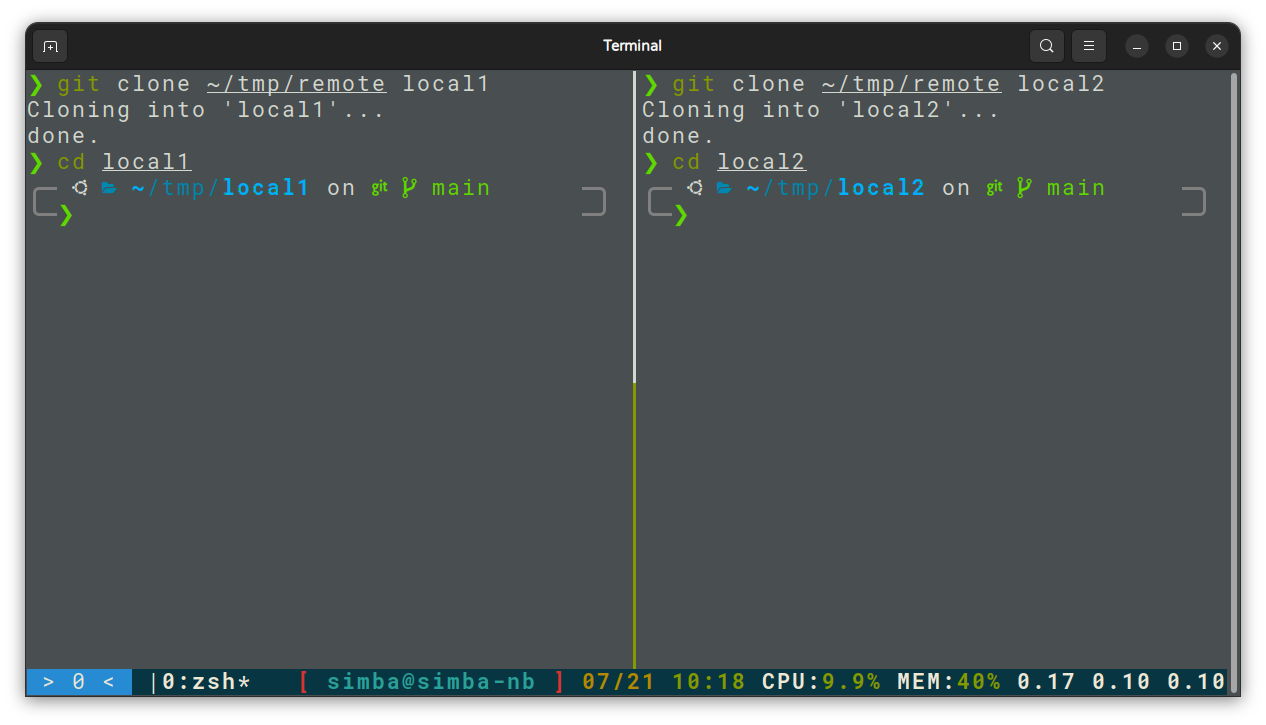 Terminal
❯ git clone ~/tmp/remote local1
Cloning into 'local1'...
done.
❯ cd local1
~/tmp/local1 on git main
❯
❯ git clone ~/tmp/remote local2
Cloning into 'local2'...
done.
❯ cd local2
~/tmp/local2 on git main
❯
> 0 < |0:zsh* [ simba@simba-nb ] 07/21 10:18 CPU:9.9% MEM:40% 0.17 0.10 0.10